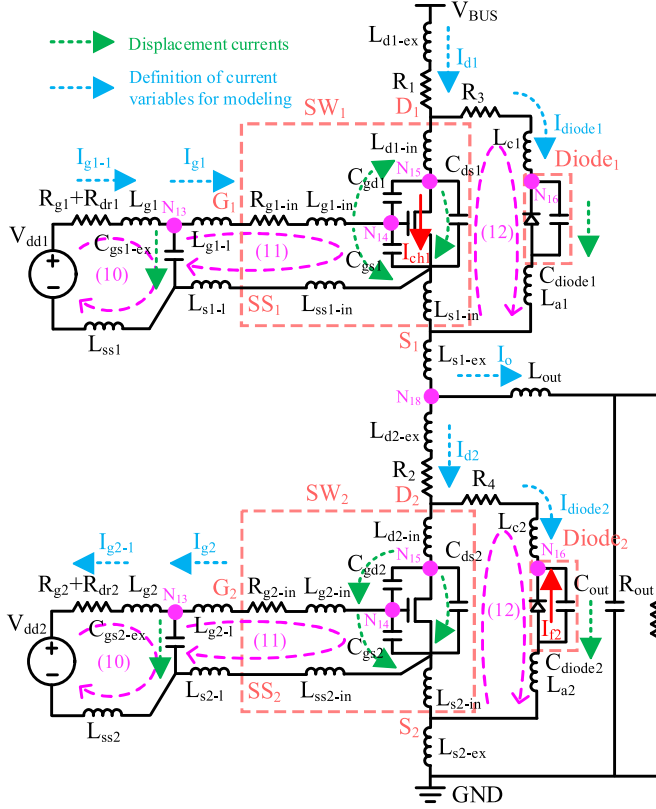 V_BUS
L_d1-ex
I_d1
Displacement currents
Definition of current
variables for modeling
R_1
SW_1
D_1
R_3
I_diode1
L_d1-in
L_c1
C_gd1
N_15
C_ds1
Diode_1
N_16
I_g1-1
I_g1
R_g1+R_dr1
L_g1
N_13
G_1
R_g1-in
L_g1-in
V_dd1
C_gs1-ex
L_g1-l
N_14
(10)
(11)
(12)
I_ch1
C_gs1
C_diode1
L_s1-l
L_ss1-in
L_a1
SS_1
L_s1-in
L_ss1
S_1
L_s1-ex
I_o
L_out
N_18
L_d2-ex
I_d2
R_2
SW_2
D_2
R_4
I_diode2
L_d2-in
L_c2
Diode_2
I_g2-1
I_g2
C_gd2
N_15
C_ds2
N_16
R_g2+R_dr2
L_g2
N_13
G_2
R_g2-in
L_g2-in
C_out
R_out
V_dd2
C_gs2-ex
L_g2-l
N_14
(10)
(11)
(12)
I_f2
C_gs2
C_diode2
L_s2-l
L_ss2-in
L_a2
SS_2
L_s2-in
L_ss2
S_2
L_s2-ex
GND